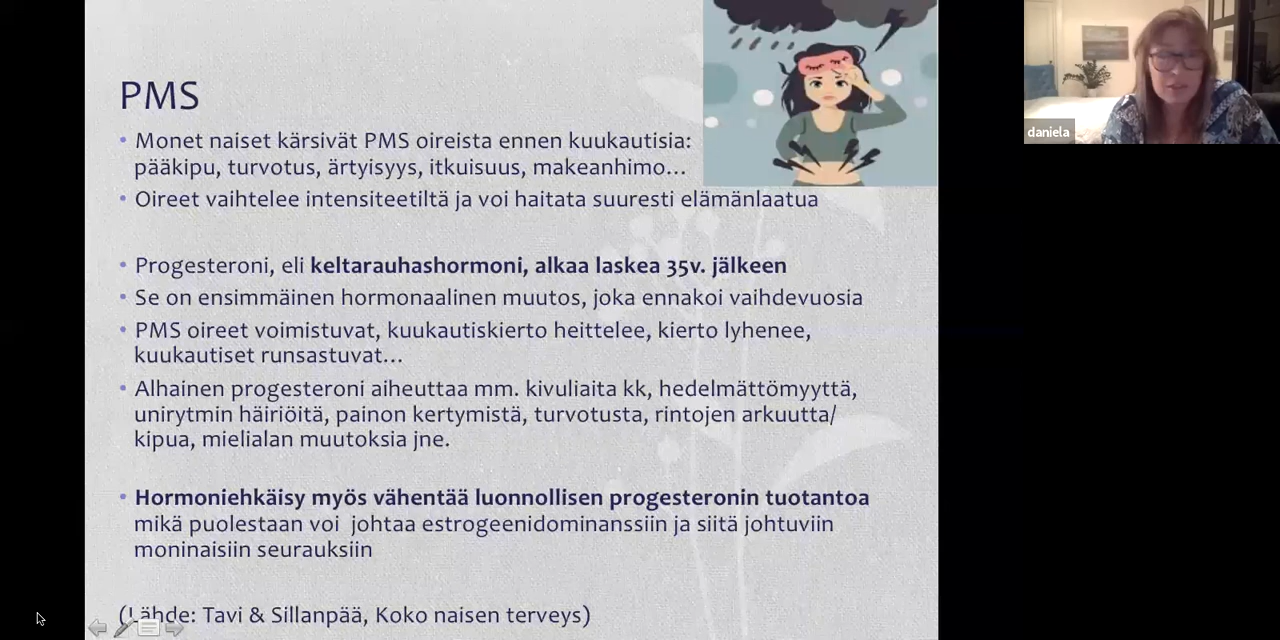 PMS
• Monet naiset kärsivät PMS oireista ennen kuukautisia:
pääkipu, turvotus, ärtyisyys, itkuisuus, makeanhimo…
• Oireet vaihtelee intensiteetiltä ja voi haitata suuresti elämänlaatua
• Progesteroni, eli keltarauhashormoni, alkaa laskea 35v. jälkeen
• Se on ensimmäinen hormonaalinen muutos, joka ennakoi vaihdevuosia
• PMS oireet voimistuvat, kuukautiskierto heittelee, kierto lyhenee,
kuukautiset runsastuvat…
• Alhainen progesteroni aiheuttaa mm. kivuliaita kk, hedelmättömyyttä,
unirytmin häiriöitä, painon kertymistä, turvotusta, rintojen arkuutta/
kipua, mielialan muutoksia jne.
• Hormoniehkäisy myös vähentää luonnollisen progesteronin tuotantoa
mikä puolestaan voi  johtaa estrogeenidominanssiin ja siitä johtuviin
moninaisiin seurauksiin
(Lähde: Tavi & Sillanpää, Koko naisen terveys)
daniela